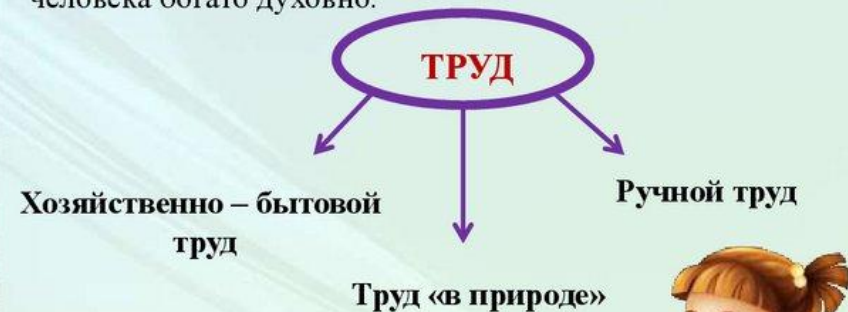 человека богато духовно.
ТРУД
Хозяйственно – бытовой
труд
Ручной труд
Труд «в природе»